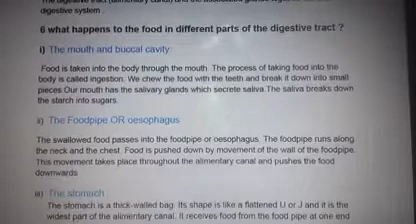 digestive system
6 what happens to the food in different parts of the digestive tract ?
i) The mouth and buccal cavity:
Food is taken into the body through the mouth. The process of taking food into the
body is called ingestion. We chew the food with the teeth and break it down into small
pieces.Our mouth has the salivary glands which secrete saliva.The saliva breaks down
the starch into sugars.
ii) The Foodpipe OR oesophagus
The swallowed food passes into the foodpipe or oesophagus. The foodpipe runs along
the neck and the chest. Food is pushed down by movement of the wall of the foodpipe.
This movement takes place throughout the alimentary canal and pushes the food
downwards
iii) The stomach
The stomach is a thick-walled bag. Its shape is like a flattened U or J and it is the
widest part of the alimentary canal. It receives food from the food pipe at one end